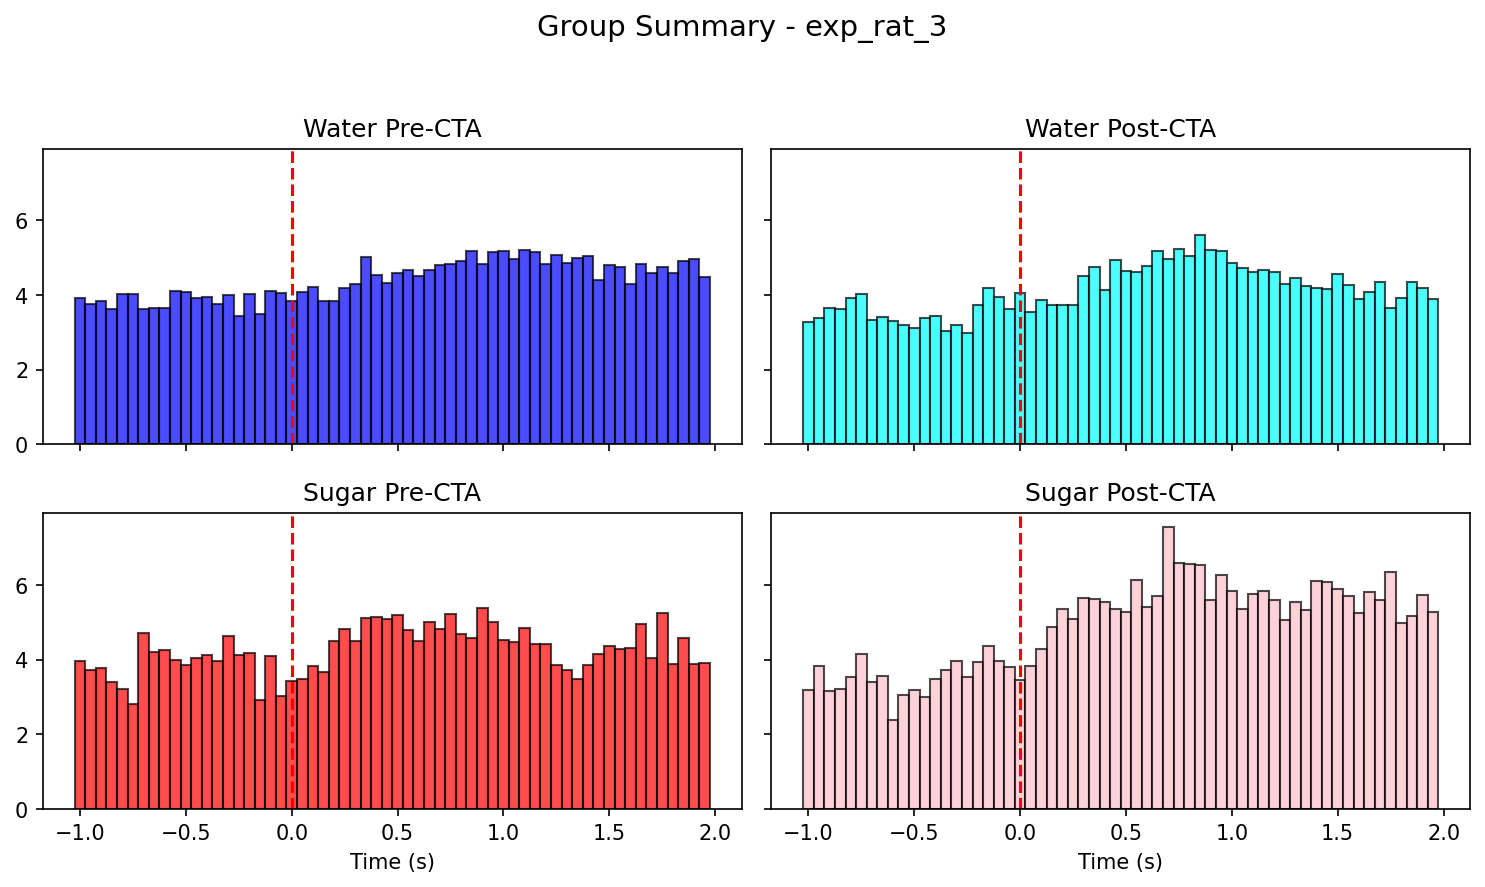 Group Summary - exp_rat_3
Water Pre-CTA
Water Post-CTA
6
4
2
0
Sugar Pre-CTA
Sugar Post-CTA
6
4
2
0
−1.0 −0.5 0.0 0.5 1.0 1.5 2.0
−1.0 −0.5 0.0 0.5 1.0 1.5 2.0
Time (s)
Time (s)